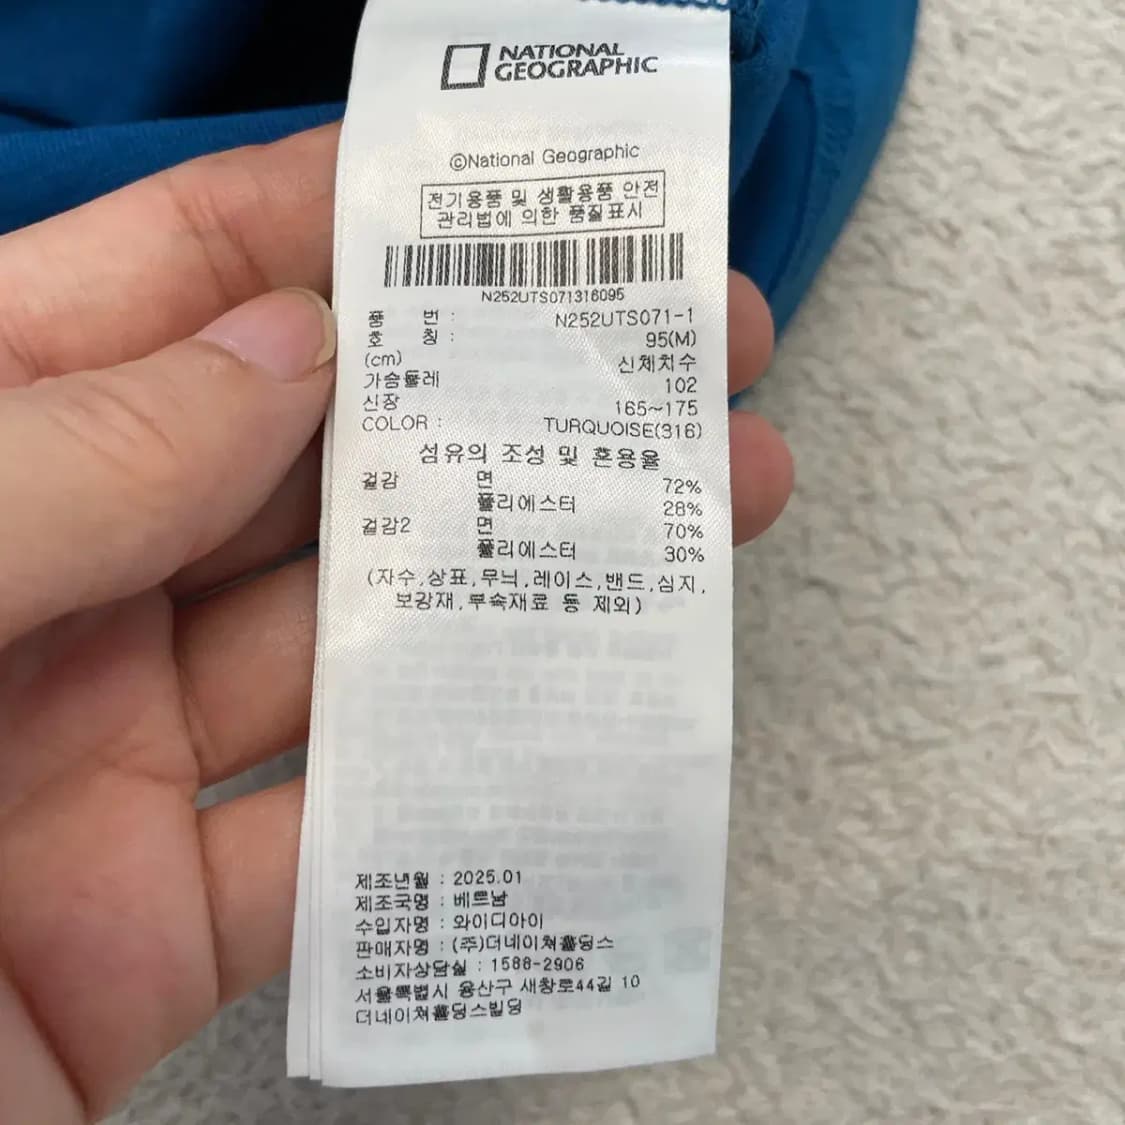 NATIONAL
GEOGRAPHIC
©National Geographic
전기용품 및 생활용품 안전
관리법에 의한 품질표시
N252UTS071316095
품 번 : N252UTS071-1
호 칭 : 95(M)
(cm) 신체치수
가슴둘레 102
신장 165~175
COLOR : TURQUOISE(316)
섬유의 조성 및 혼용율
겉감 면 72%
폴리에스터 28%
겉감2 면 70%
폴리에스터 30%
(자수,상표,무늬,레이스,밴드,심지,
보강재,부속재료 등 제외)
제조년월 : 2025.01
제조국명 : 베트남
수입자명 : 와이디아이
판매자명 : (주)더네이쳐홀딩스
소비자상담실 : 1588-2906
서울특별시 용산구 새창로44길 10
더네이쳐홀딩스빌딩